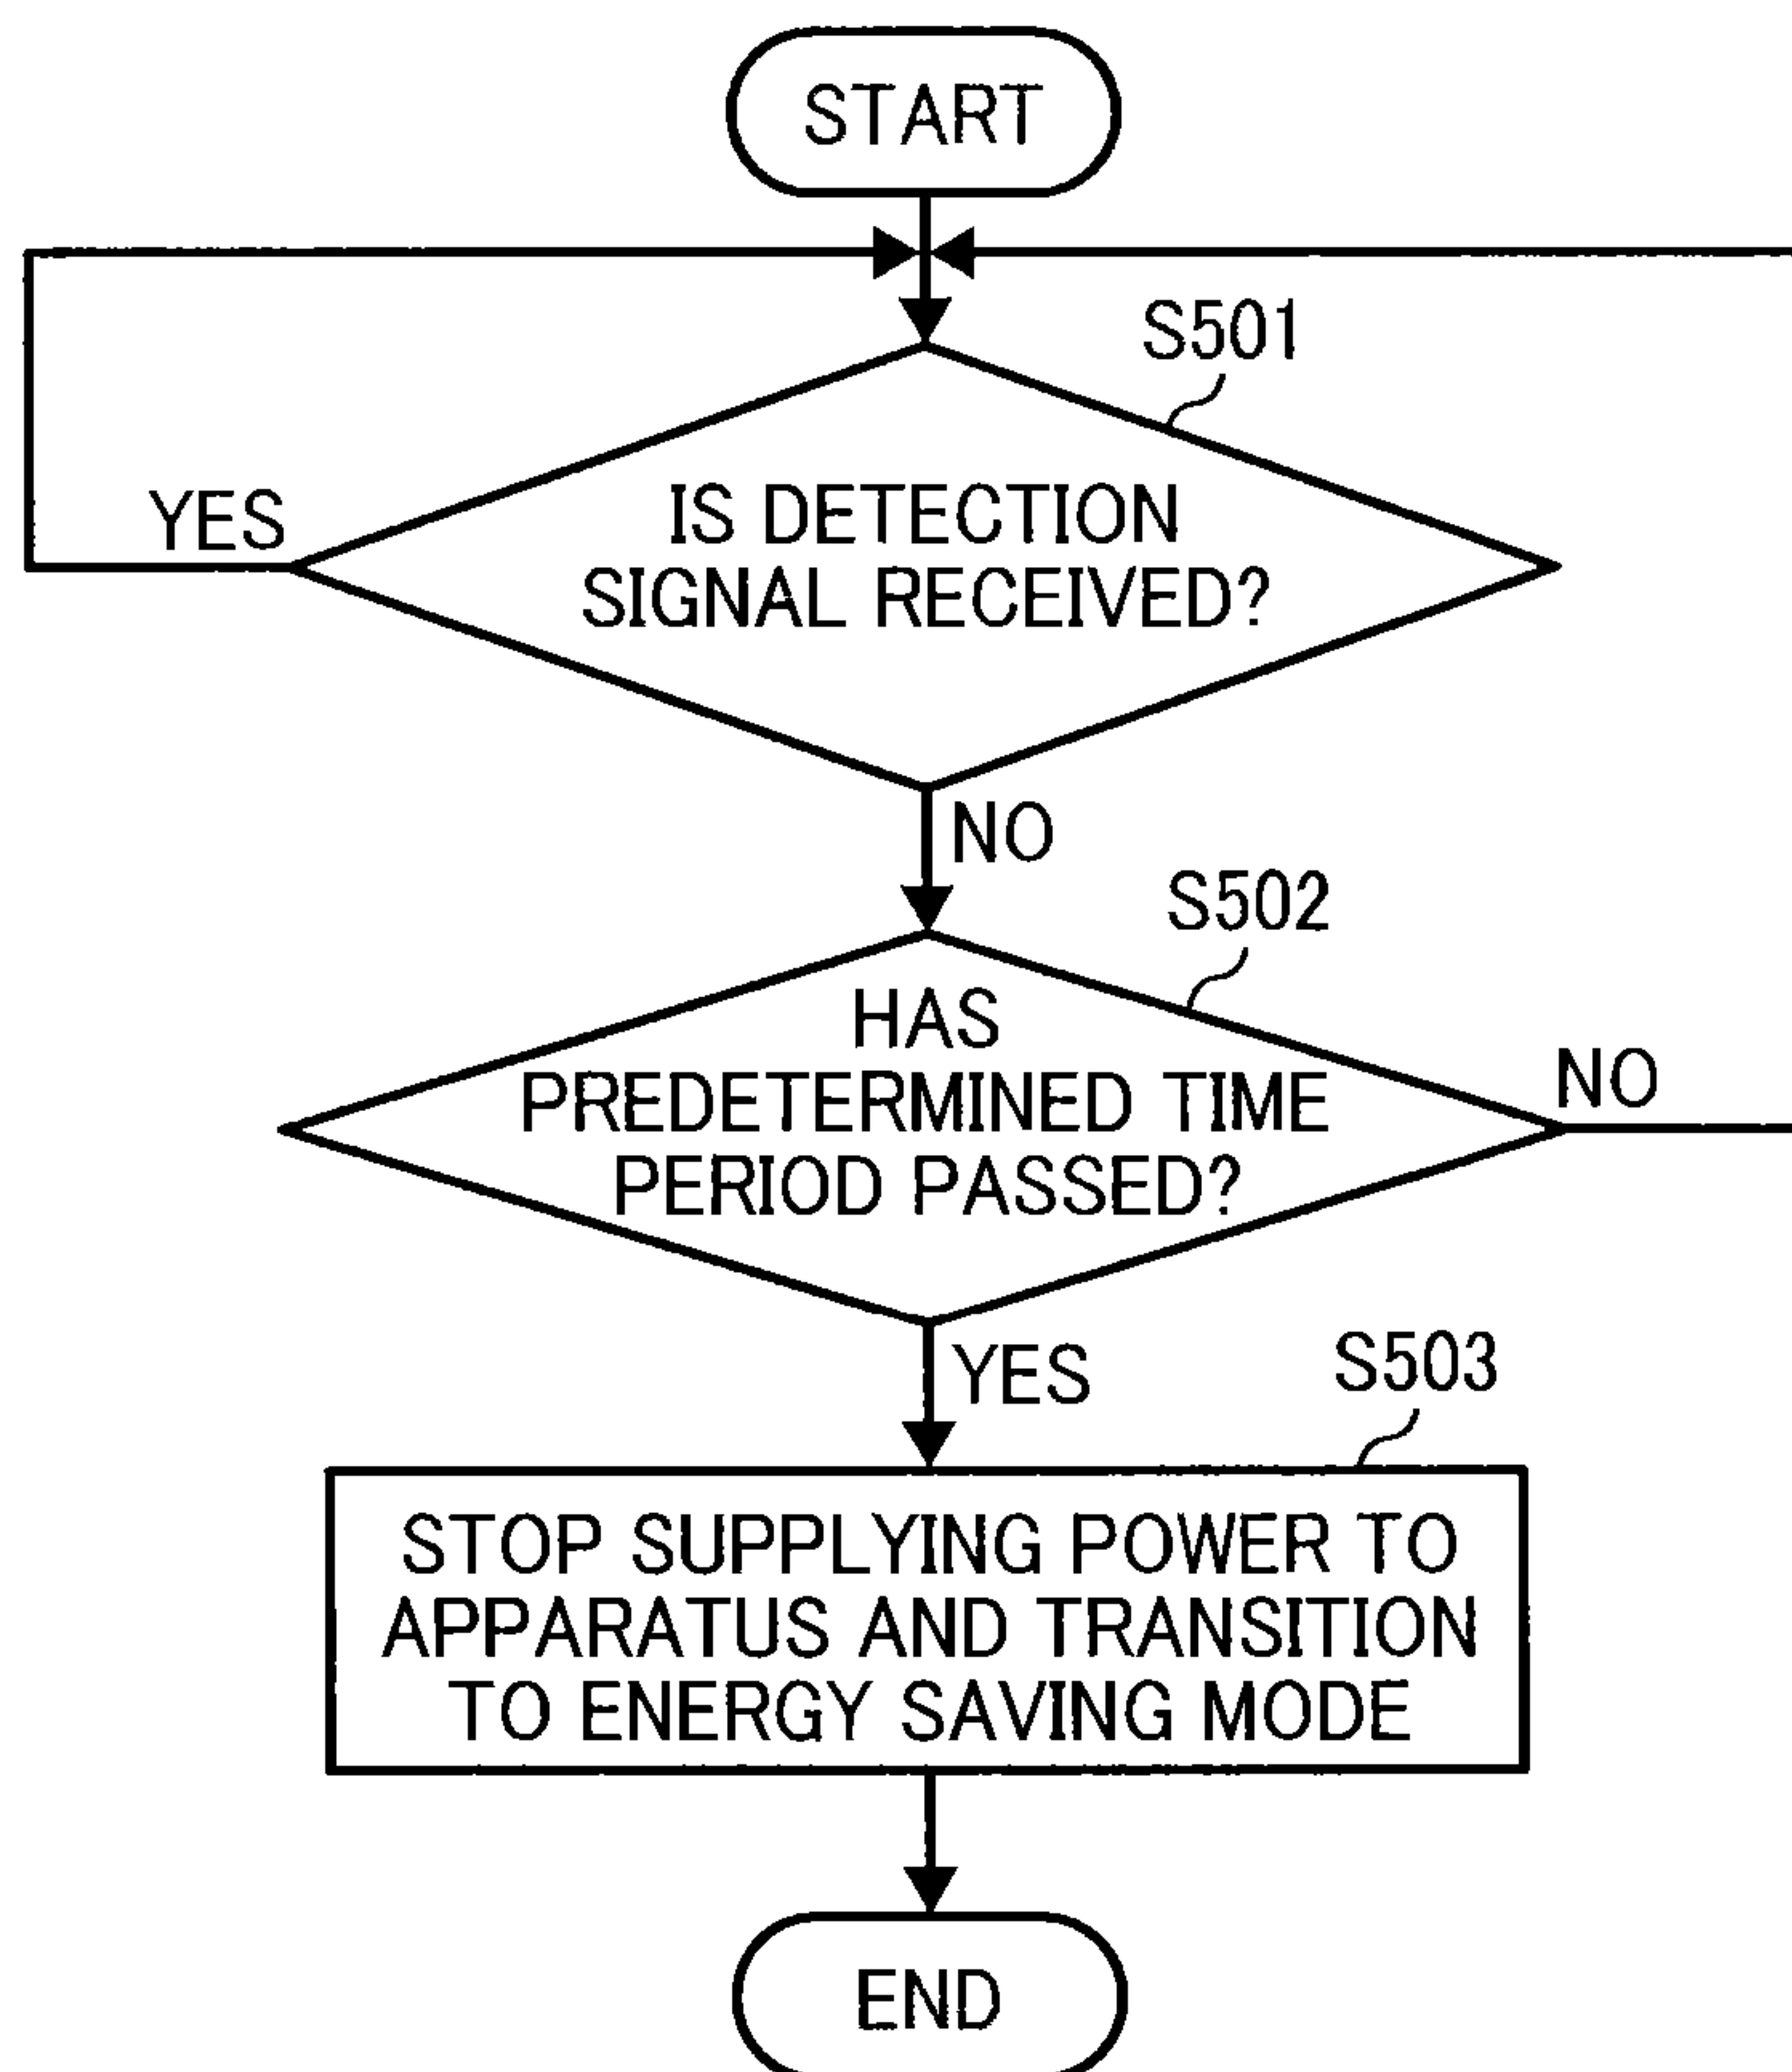 START
S501
IS DETECTION
SIGNAL RECEIVED?
YES
NO
S502
HAS
PREDETERMINED TIME
PERIOD PASSED?
NO
YES
S503
STOP SUPPLYING POWER TO
APPARATUS AND TRANSITION
TO ENERGY SAVING MODE
END